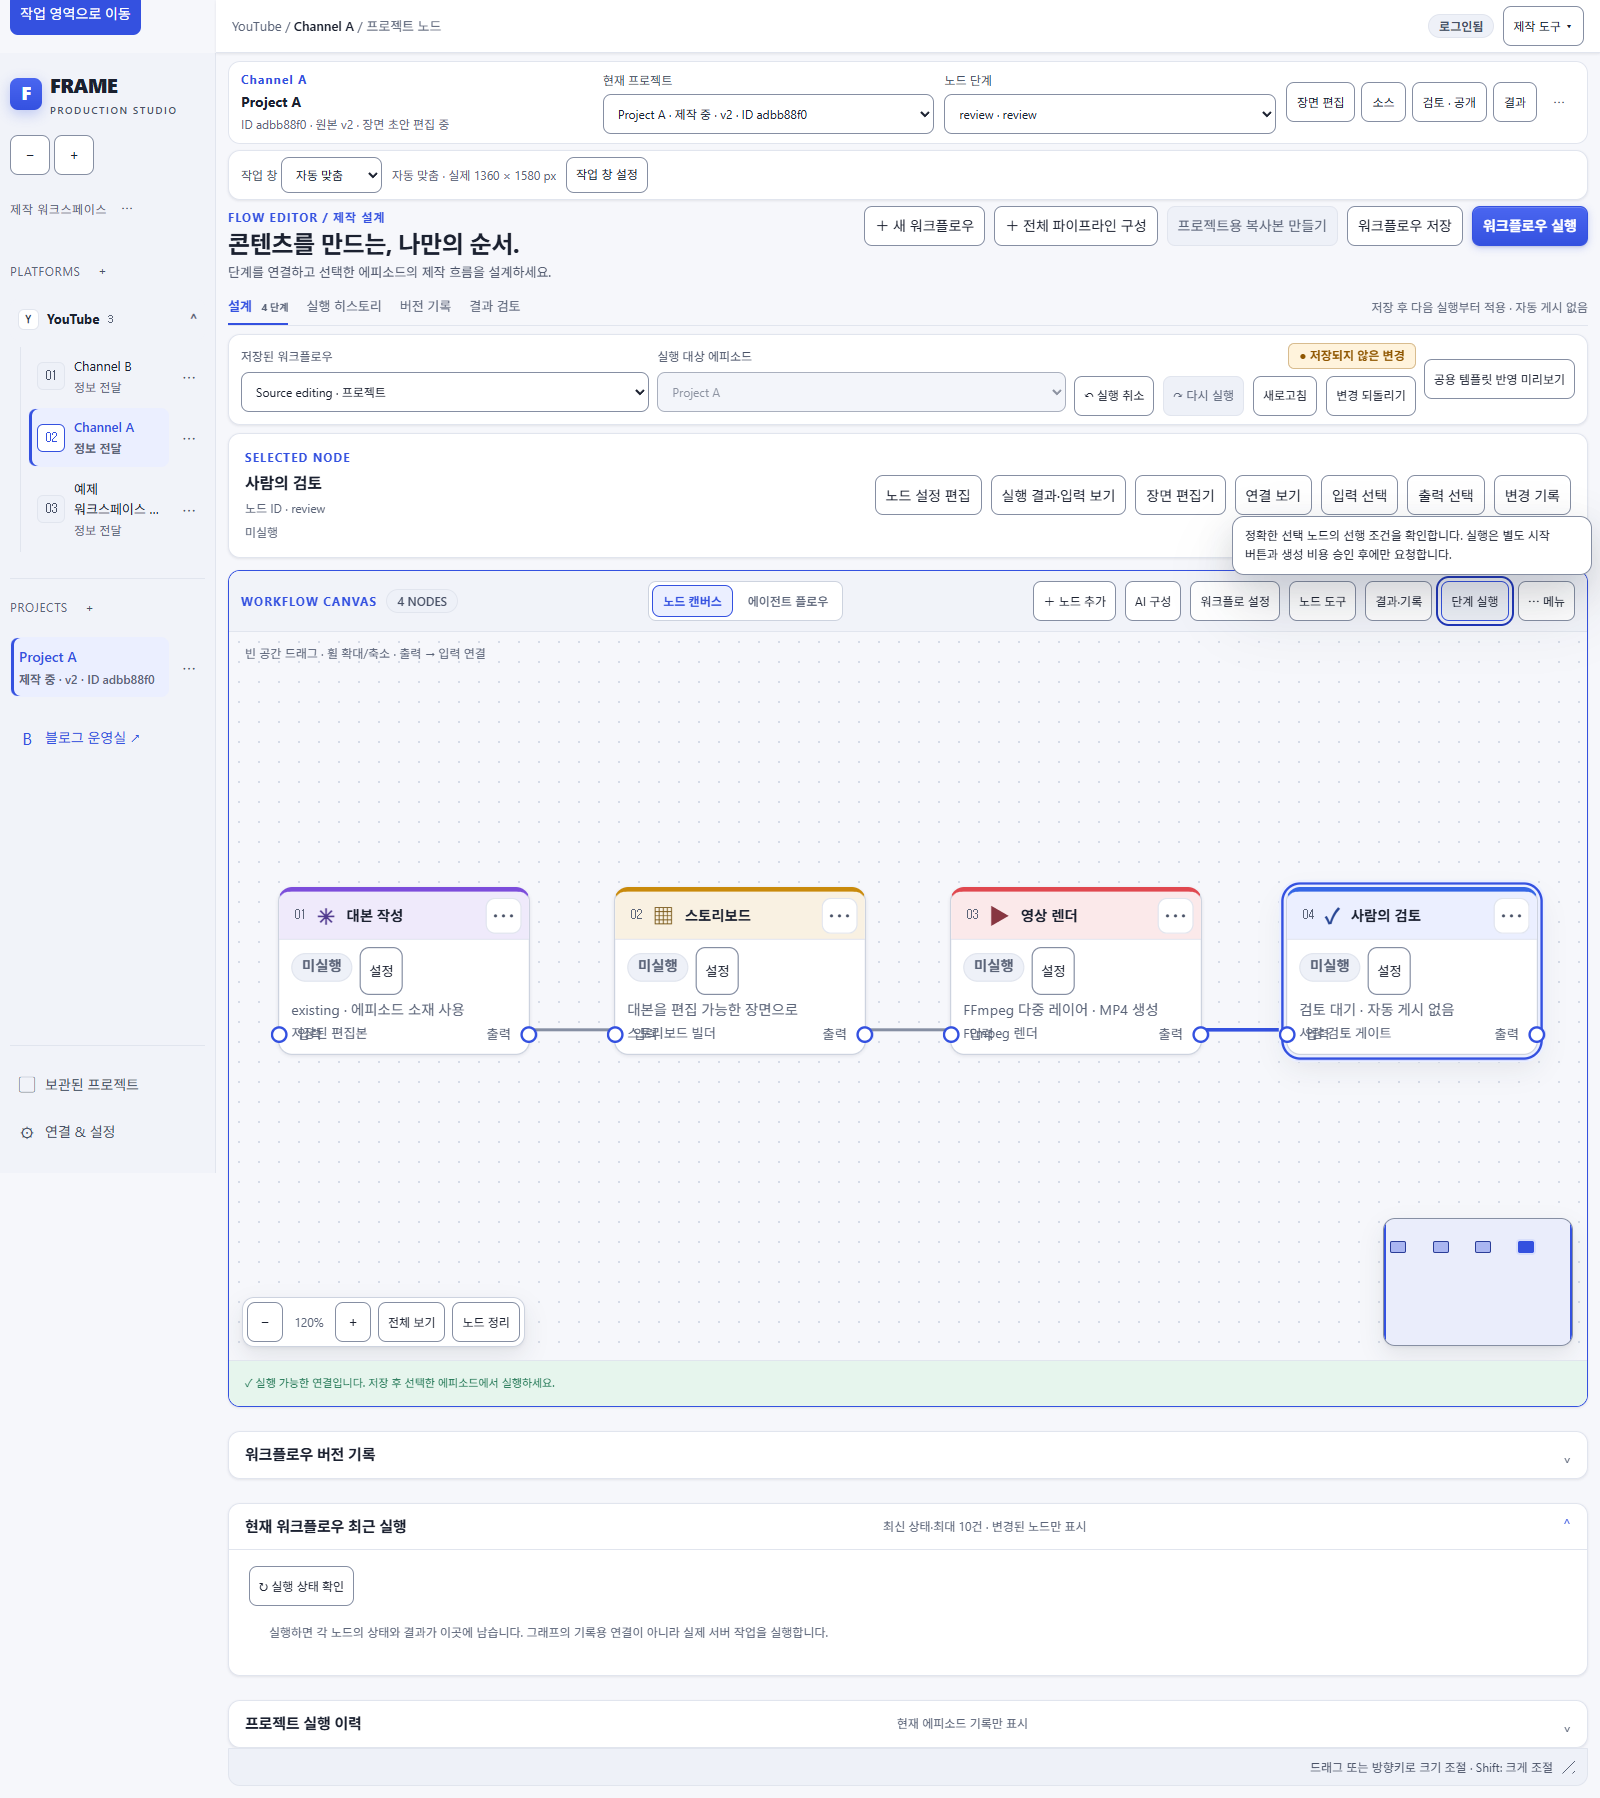 작업 영역으로 이동
YouTube / Channel A / 프로젝트 노드
로그인됨
제작 도구
F
FRAME
PRODUCTION STUDIO
−
+
제작 워크스페이스 ⋯
PLATFORMS +
Y YouTube 3 ^
01 Channel B ⋯
정보 전달
02 Channel A ⋯
정보 전달
03 예제
워크스페이스 ... ⋯
정보 전달
PROJECTS +
Project A ⋯
제작 중 · v2 · ID adbb88f0
B 블로그 운영실 ↗
보관된 프로젝트
연결 & 설정
Channel A
Project A
ID adbb88f0 · 원본 v2 · 장면 초안 편집 중
현재 프로젝트
Project A · 제작 중 · v2 · ID adbb88f0
노드 단계
review · review
장면 편집
소스
검토 · 공개
결과
⋯
작업 창
자동 맞춤
자동 맞춤 · 실제 1360 × 1580 px
작업 창 설정
FLOW EDITOR / 제작 설계
콘텐츠를 만드는, 나만의 순서.
단계를 연결하고 선택한 에피소드의 제작 흐름을 설계하세요.
+ 새 워크플로우
+ 전체 파이프라인 구성
프로젝트용 복사본 만들기
워크플로우 저장
워크플로우 실행
설계 4 단계
실행 히스토리
버전 기록
결과 검토
저장 후 다음 실행부터 적용 · 자동 게시 없음
저장된 워크플로우
Source editing · 프로젝트
실행 대상 에피소드
Project A
● 저장되지 않은 변경
↶ 실행 취소
↷ 다시 실행
새로고침
변경 되돌리기
공용 템플릿 반영 미리보기
SELECTED NODE
사람의 검토
노드 ID · review
미실행
노드 설정 편집
실행 결과·입력 보기
장면 편집기
연결 보기
입력 선택
출력 선택
변경 기록
정확한 선택 노드의 선행 조건을 확인합니다. 실행은 별도 시작
버튼과 생성 비용 승인 후에만 요청합니다.
WORKFLOW CANVAS
4 NODES
노드 캔버스
에이전트 플로우
+ 노드 추가
AI 구성
워크플로 설정
노드 도구
결과·기록
단계 실행
⋯ 메뉴
빈 공간 드래그 · 휠 확대/축소 · 출력 → 입력 연결
01 대본 작성
미실행 설정
existing · 에피소드 소재 사용
저장된 편집본
입력
출력
02 스토리보드
미실행 설정
대본을 편집 가능한 장면으로
스토리보드 빌더
입력
출력
03 영상 렌더
미실행 설정
FFmpeg 다중 레이어 · MP4 생성
FFmpeg 렌더
입력
출력
04 사람의 검토
미실행 설정
검토 대기 · 자동 게시 없음
사람 검토 게이트
입력
출력
−
120%
+
전체 보기
노드 정리
✓ 실행 가능한 연결입니다. 저장 후 선택한 에피소드에서 실행하세요.
워크플로우 버전 기록
현재 워크플로우 최근 실행
최신 상태·최대 10건 · 변경된 노드만 표시
↻ 실행 상태 확인
실행하면 각 노드의 상태와 결과가 이곳에 남습니다. 그래프의 기록용 연결이 아니라 실제 서버 작업을 실행합니다.
프로젝트 실행 이력
현재 에피소드 기록만 표시
드래그 또는 방향키로 크기 조절 · Shift: 크게 조절